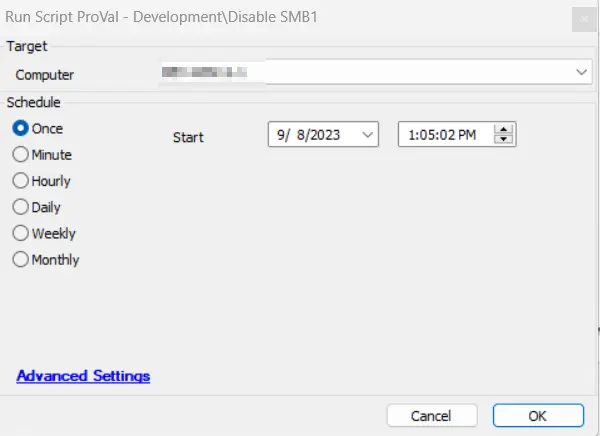 Run Script ProVal - Development\Disable SMB1
Target
Computer
Schedule
Once
Start
9/ 8/2023
1:05:02 PM
Minute
Hourly
Daily
Weekly
Monthly
Advanced Settings
Cancel
OK